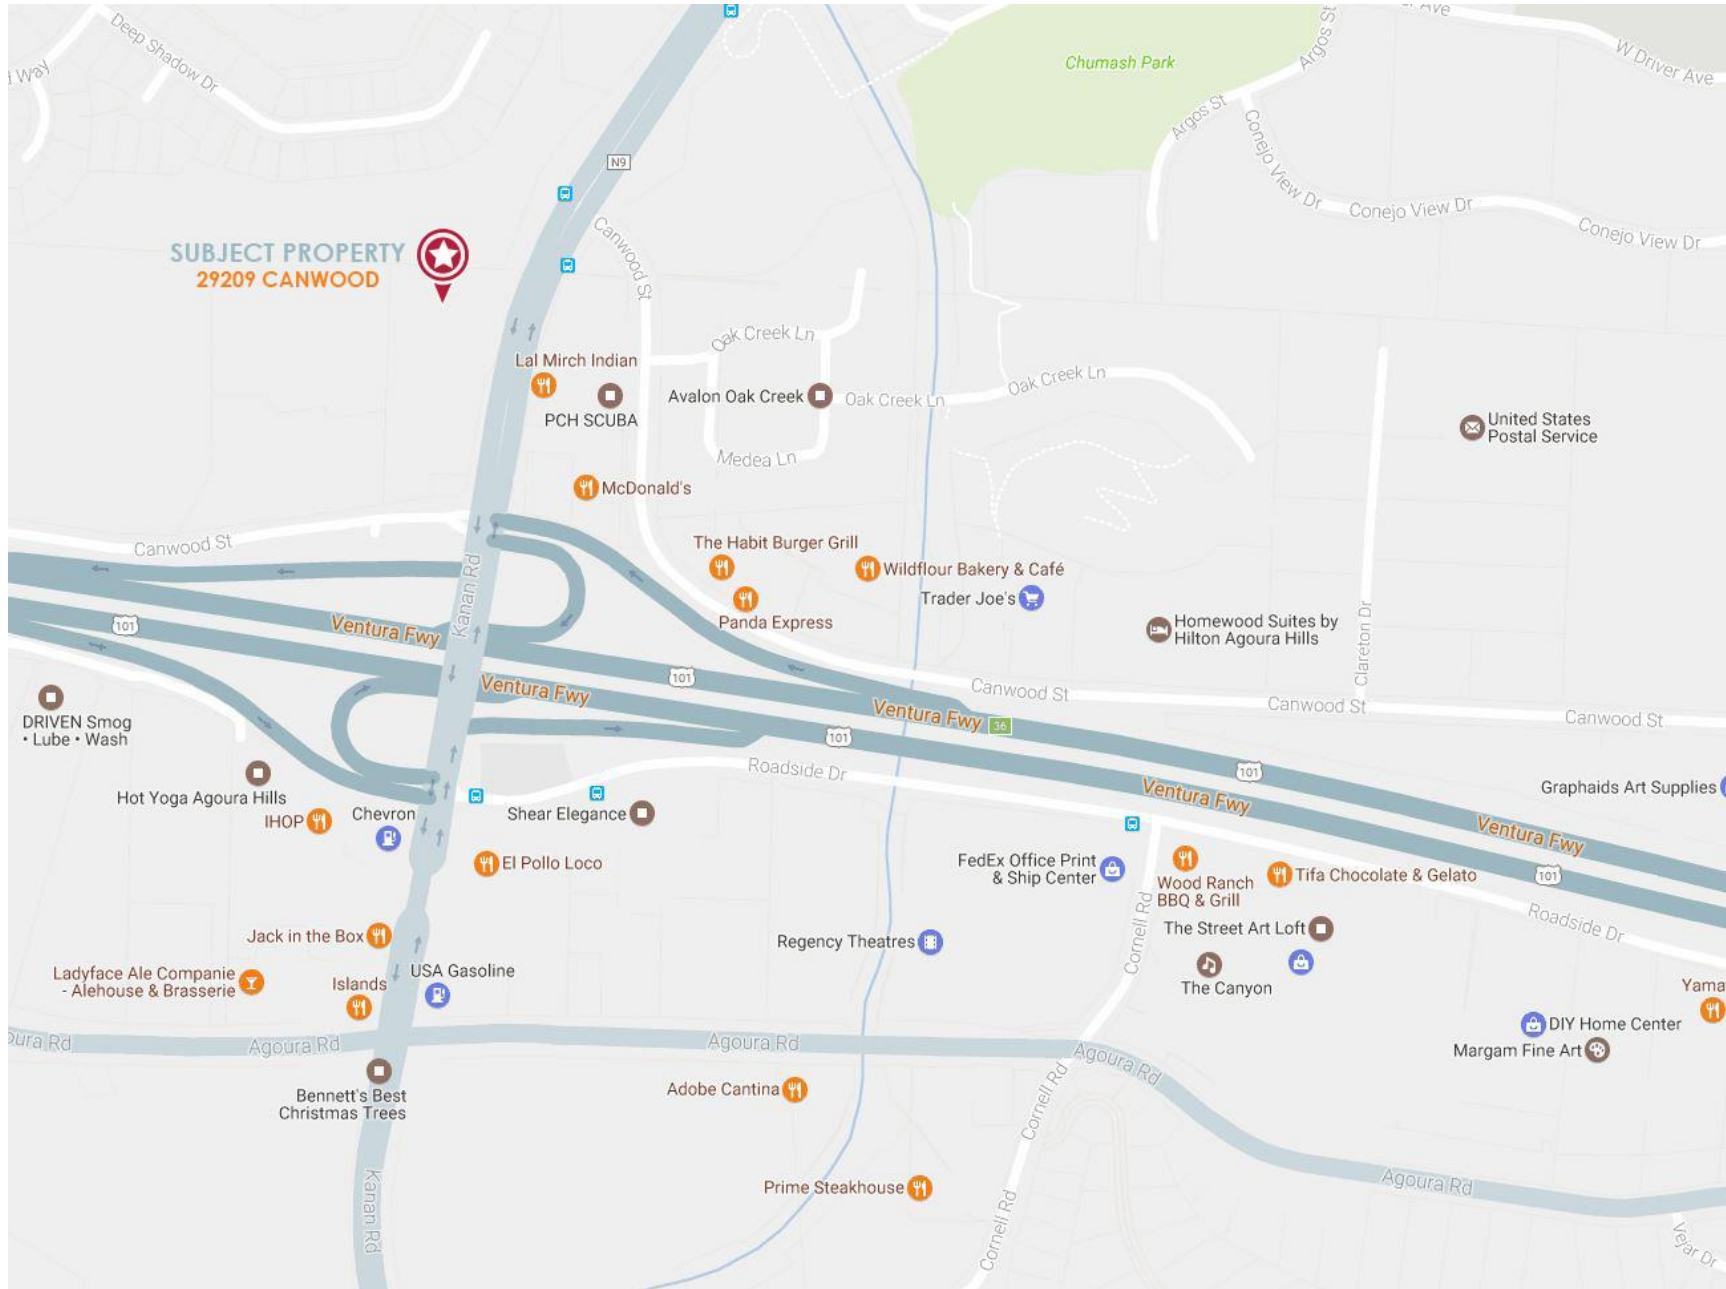 Deep Shadow Dr
d Way
Chumash Park
Argos St
er Ave
W Driver Ave
Argos St
N9
Conejo View Dr
Conejo View Dr
Conejo View Dr
SUBJECT PROPERTY
29209 CANWOOD
Canwood St
Oak Creek Ln
Lal Mirch Indian
PCH SCUBA
Avalon Oak Creek
Oak Creek Ln
Oak Creek Ln
Medea Ln
United States
Postal Service
McDonald's
Canwood St
The Habit Burger Grill
Wildflour Bakery & Café
Trader Joe's
Panda Express
Kanan Rd
Homewood Suites by
Hilton Agoura Hills
Clareton Dr
101
Ventura Fwy
101
Ventura Fwy
Canwood St
Canwood St
Canwood St
Ventura Fwy
36
101
101
DRIVEN Smog
• Lube • Wash
Hot Yoga Agoura Hills
Roadside Dr
Ventura Fwy
Graphaids Art Supplies
IHOP
Chevron
Shear Elegance
Ventura Fwy
El Pollo Loco
FedEx Office Print
& Ship Center
Wood Ranch
BBQ & Grill
Tifa Chocolate & Gelato
101
Roadside Dr
Jack in the Box
Regency Theatres
Cornell Rd
The Street Art Loft
Ladyface Ale Companie
- Alehouse & Brasserie
Islands
USA Gasoline
The Canyon
Yama
DIY Home Center
Margam Fine Art
oura Rd
Agoura Rd
Agoura Rd
Agoura Rd
Bennett's Best
Christmas Trees
Adobe Cantina
Cornell Rd
Prime Steakhouse
Agoura Rd
Kanan Rd
Cornell Rd
Vejar Dr